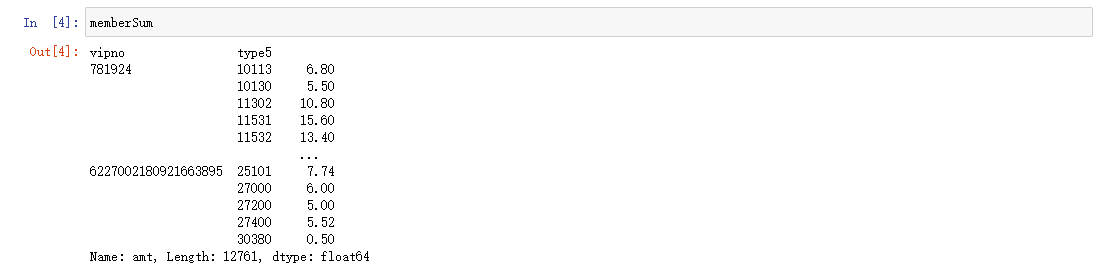 In [4]: memberSum
Out[4]: vipno type5
781924 10113 6.80
10130 5.50
11302 10.80
11531 15.60
11532 13.40
...
6227002180921663895 25101 7.74
27000 6.00
27200 5.00
27400 5.52
30380 0.50
Name: amt, Length: 12761, dtype: float64